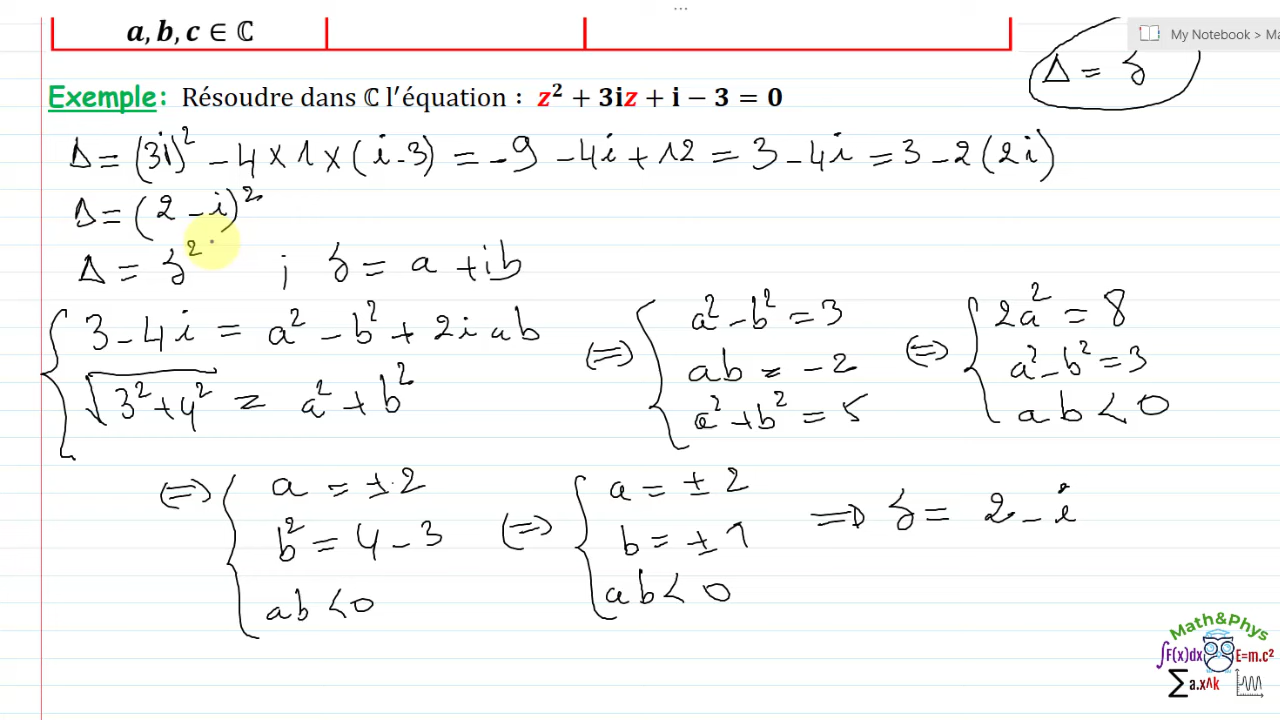 ...
a, b, c ∈ ℂ
My Notebook > Ma
Δ = δ
Exemple: Résoudre dans ℂ l'équation : z² + 3iz + i − 3 = 0
Δ = (3i)² − 4 × 1 × (i - 3) = -9 − 4i + 12 = 3 − 4i = 3 − 2(2i)
Δ = (2 − i)²
Δ = δ² ; δ = a + ib
{ 3 − 4i = a² − b² + 2i ab
√(3² + 4²) = a² + b²
⟺ { a² − b² = 3
ab = −2
a² + b² = 5
⟺ { 2a² = 8
a² − b² = 3
ab < 0
⟺ { a = ± 2
b² = 4 − 3
ab < 0
⟺ { a = ± 2
b = ± 1
ab < 0
⟹ δ = 2 − i
Math&Phys
∫F(x)dx E=m.c²
∑ a.x∧k